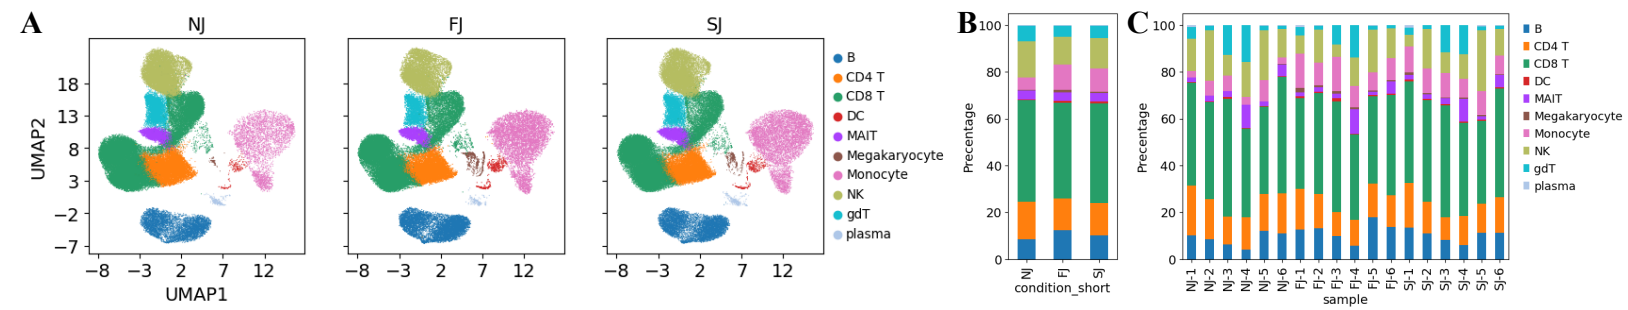 A
NJ
FJ
SJ
UMAP2
18
13
8
3
−2
−7
−8 −3 2 7 12
−8 −3 2 7 12
−8 −3 2 7 12
UMAP1
B
CD4 T
CD8 T
DC
MAIT
Megakaryocyte
Monocyte
NK
gdT
plasma
B
Precentage
100
80
60
40
20
0
NJ FJ SJ
condition_short
C
Precentage
100
80
60
40
20
0
NJ-1 NJ-2 NJ-3 NJ-4 NJ-5 NJ-6 FJ-1 FJ-2 FJ-3 FJ-4 FJ-5 FJ-6 SJ-1 SJ-2 SJ-3 SJ-4 SJ-5 SJ-6
sample
B
CD4 T
CD8 T
DC
MAIT
Megakaryocyte
Monocyte
NK
gdT
plasma